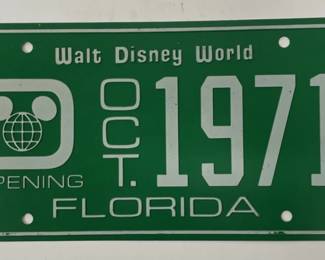 Walt Disney World
OCT. 1971
PENING
FLORIDA